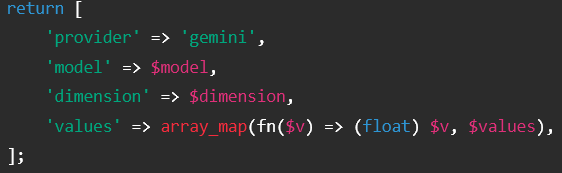 return [
    'provider' => 'gemini',
    'model' => $model,
    'dimension' => $dimension,
    'values' => array_map(fn($v) => (float) $v, $values),
];